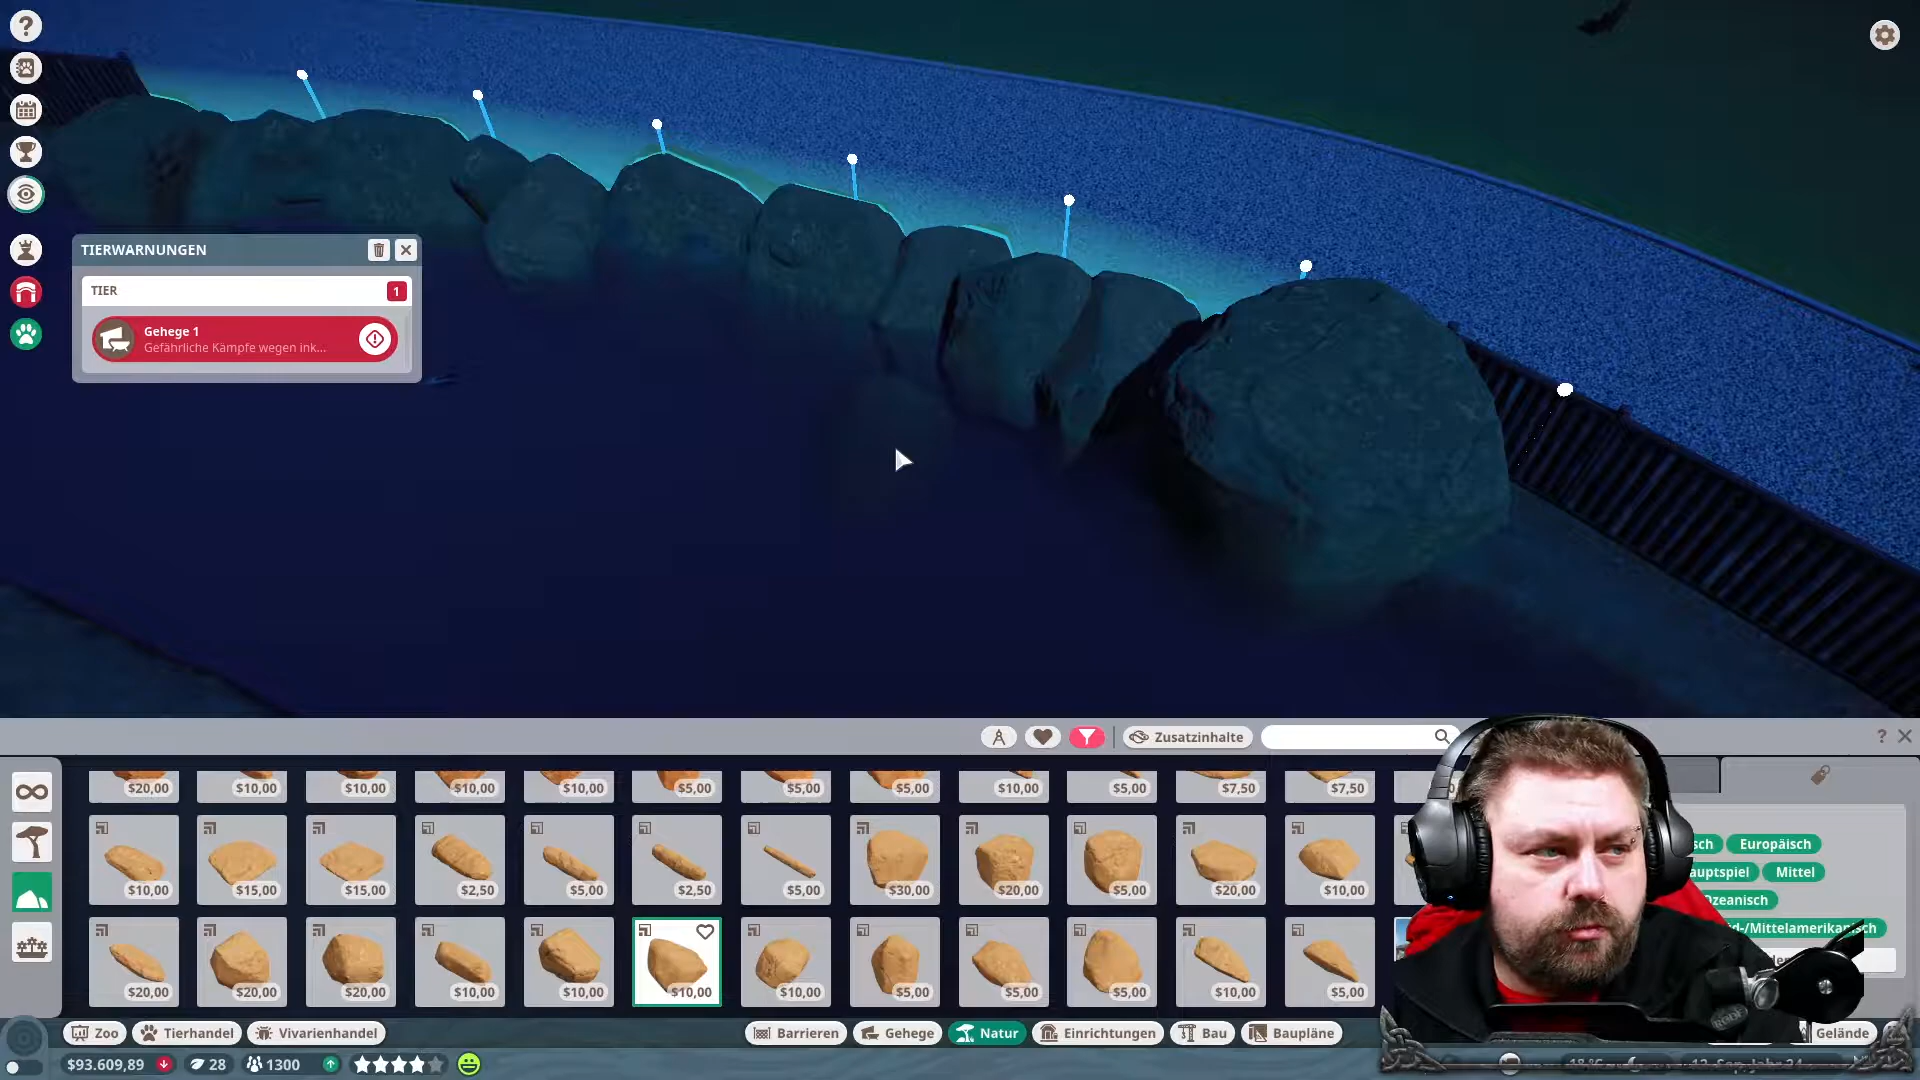 TIERWARNUNGEN
TIER
1
Gehege 1
Gefährliche Kämpfe wegen ink...
Zusatzinhalte
?
$20,00 $10,00 $10,00 $10,00 $10,00 $5,00 $5,00 $5,00 $10,00 $5,00 $7,50 $7,50
$10,00 $15,00 $15,00 $2,50 $5,00 $2,50 $5,00 $30,00 $20,00 $5,00 $20,00 $10,00
$20,00 $20,00 $20,00 $10,00 $10,00 $10,00 $10,00 $5,00 $5,00 $5,00 $10,00 $5,00
Europäisch
Mittel
Zoo Tierhandel Vivarienhandel Barrieren Gehege Natur Einrichtungen Bau Baupläne Gelände
$93.609,89 28 1300